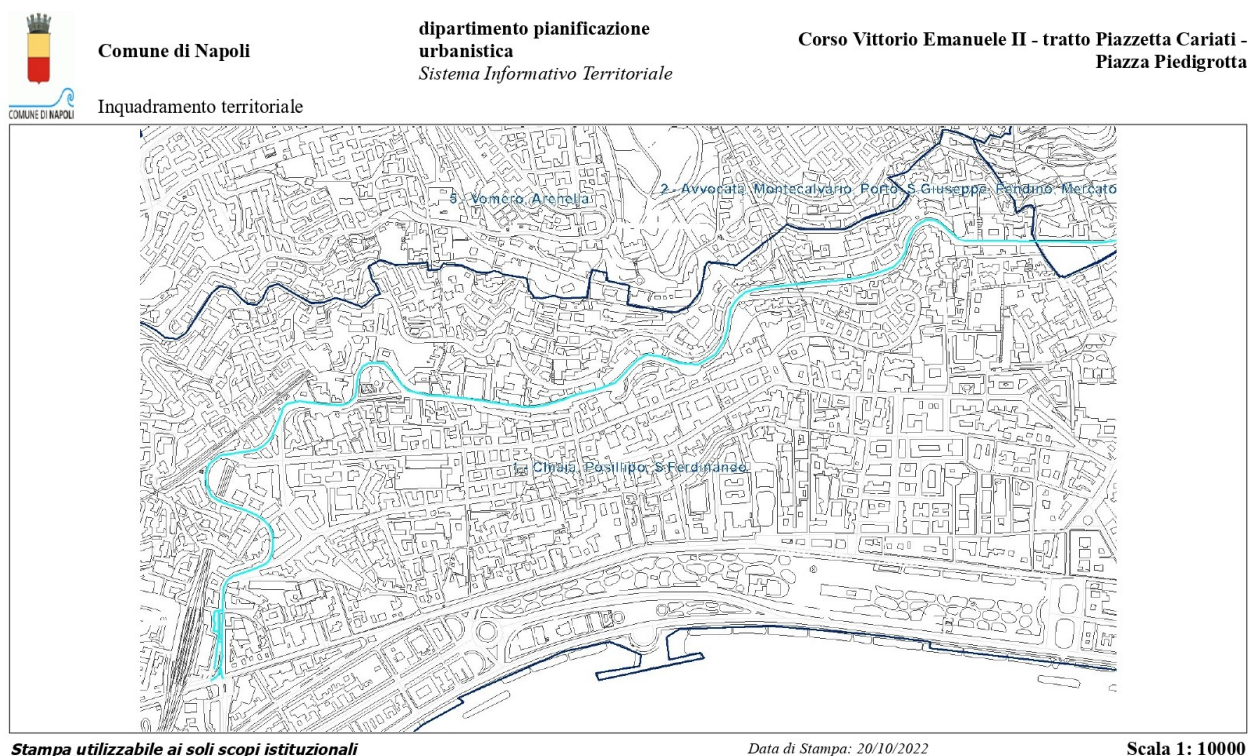 COMUNE DI NAPOLI
Comune di Napoli
Inquadramento territoriale
dipartimento pianificazione
urbanistica
Sistema Informativo Territoriale
Corso Vittorio Emanuele II - tratto Piazzetta Cariati -
Piazza Piedigrotta
5 - Vomero, Arenella
2 - Avvocata, Montecalvario, Porto, S.Giuseppe, Pendino, Mercato
1 - Chiaia, Posillipo, S.Ferdinando
Stampa utilizzabile ai soli scopi istituzionali
Data di Stampa: 20/10/2022
Scala 1: 10000